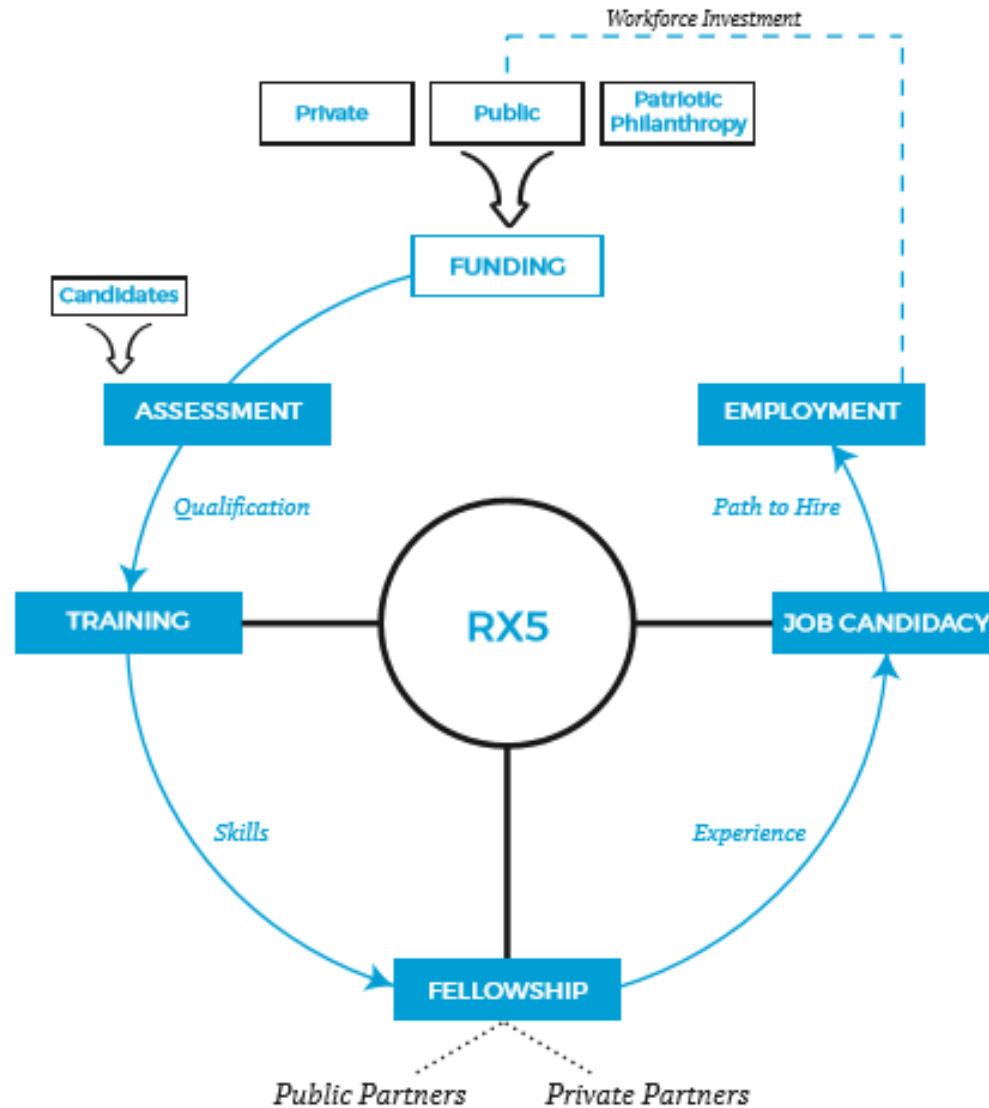 Workforce Investment
Private
Public
Patriotic
Philanthropy
FUNDING
Candidates
ASSESSMENT
EMPLOYMENT
Qualification
Path to Hire
TRAINING
RX5
JOB CANDIDACY
Skills
Experience
FELLOWSHIP
Public Partners
Private Partners